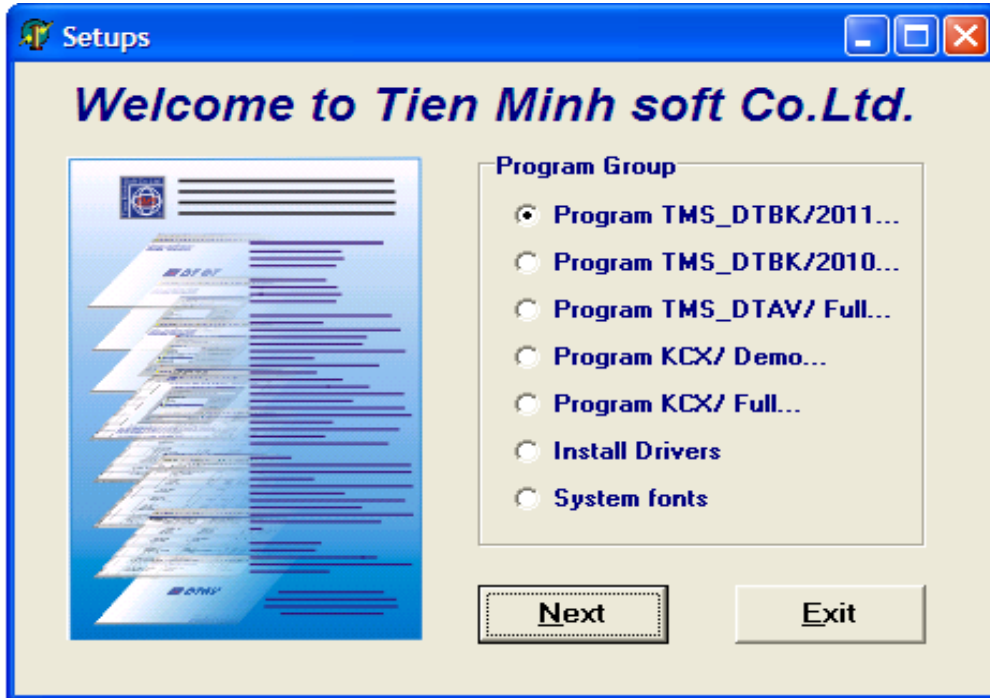 Setups
Welcome to Tien Minh soft Co.Ltd.
Program Group
Program TMS_DTBK/2011...
Program TMS_DTBK/2010...
Program TMS_DTAV/ Full...
Program KCX/ Demo...
Program KCX/ Full...
Install Drivers
System fonts
DTAV
Next
Exit